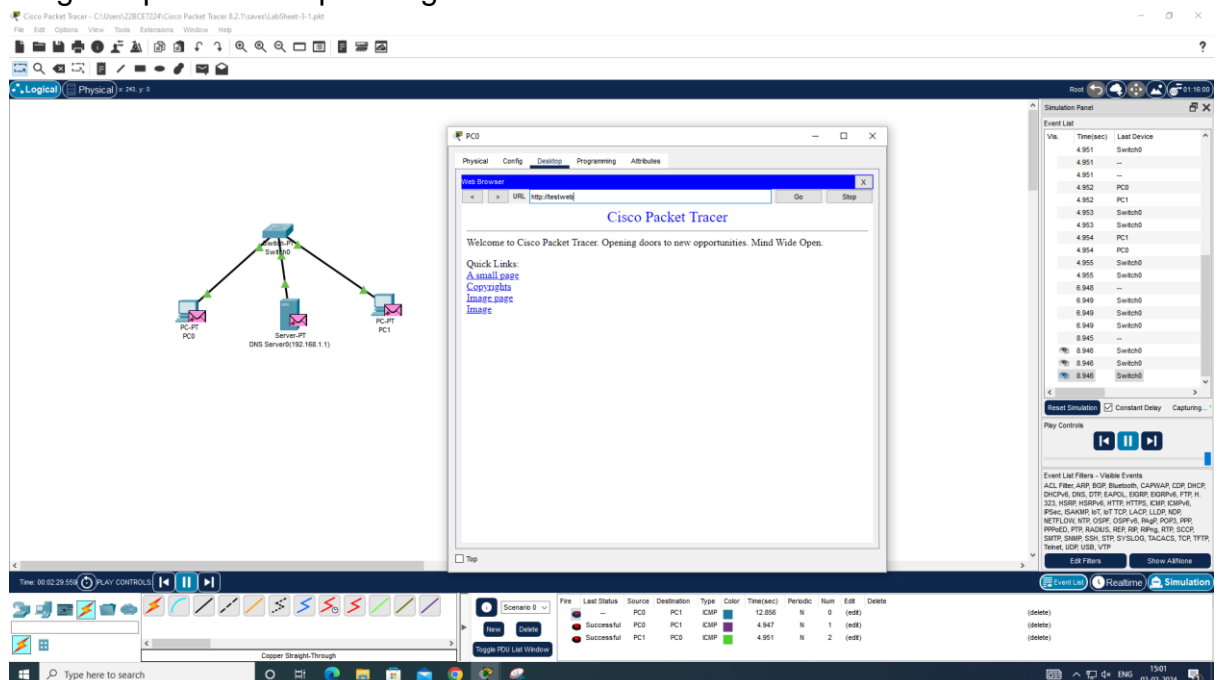 Cisco Packet Tracer - C:\Users\22BCE7224\Cisco Packet Tracer 8.2.1\saves\LabSheet-3-1.pkt
File Edit Options View Tools Extensions Window Help
?
Logical Physical x: 243, y: 0
Root 01:16:00
PC0
Physical Config Desktop Programming Attributes
Web Browser X
< > URL http://testweb Go Stop
Cisco Packet Tracer
Welcome to Cisco Packet Tracer. Opening doors to new opportunities. Mind Wide Open.
Quick Links:
A small page
Copyrights
Image page
Image
Top
Switch-PT
Switch0
PC-PT
PC0
Server-PT
DNS Server0(192.168.1.1)
PC-PT
PC1
Simulation Panel
Event List
Vis. Time(sec) Last Device
4.951 Switch0
4.951 --
4.951 --
4.952 PC0
4.952 PC1
4.953 Switch0
4.953 Switch0
4.954 PC1
4.954 PC0
4.955 Switch0
4.955 Switch0
6.948 --
6.949 Switch0
6.949 Switch0
6.949 Switch0
8.945 --
8.946 Switch0
8.946 Switch0
8.946 Switch0
Reset Simulation Constant Delay Capturing...
Play Controls
Event List Filters - Visible Events
ACL Filter, ARP, BGP, Bluetooth, CAPWAP, CDP, DHCP,
DHCPv6, DNS, DTP, EAPOL, EIGRP, EIGRPv6, FTP, H.
323, HSRP, HSRPv6, HTTP, HTTPS, ICMP, ICMPv6,
IPSec, ISAKMP, IoT, IoT TCP, LACP, LLDP, NDP,
NETFLOW, NTP, OSPF, OSPFv6, PAgP, POP3, PPP,
PPPoED, PTP, RADIUS, REP, RIP, RIPng, RTP, SCCP,
SMTP, SNMP, SSH, STP, SYSLOG, TACACS, TCP, TFTP,
Telnet, UDP, USB, VTP
Edit Filters Show All/None
Time: 00:02:29.559 PLAY CONTROLS:
Event List Realtime Simulation
Scenario 0
New Delete
Toggle PDU List Window
Fire Last Status Source Destination Type Color Time(sec) Periodic Num Edit Delete
-- PC0 PC1 ICMP 12.856 N 0 (edit) (delete)
Successful PC0 PC1 ICMP 4.947 N 1 (edit) (delete)
Successful PC1 PC0 ICMP 4.951 N 2 (edit) (delete)
Copper Straight-Through
Type here to search
ENG 15:01